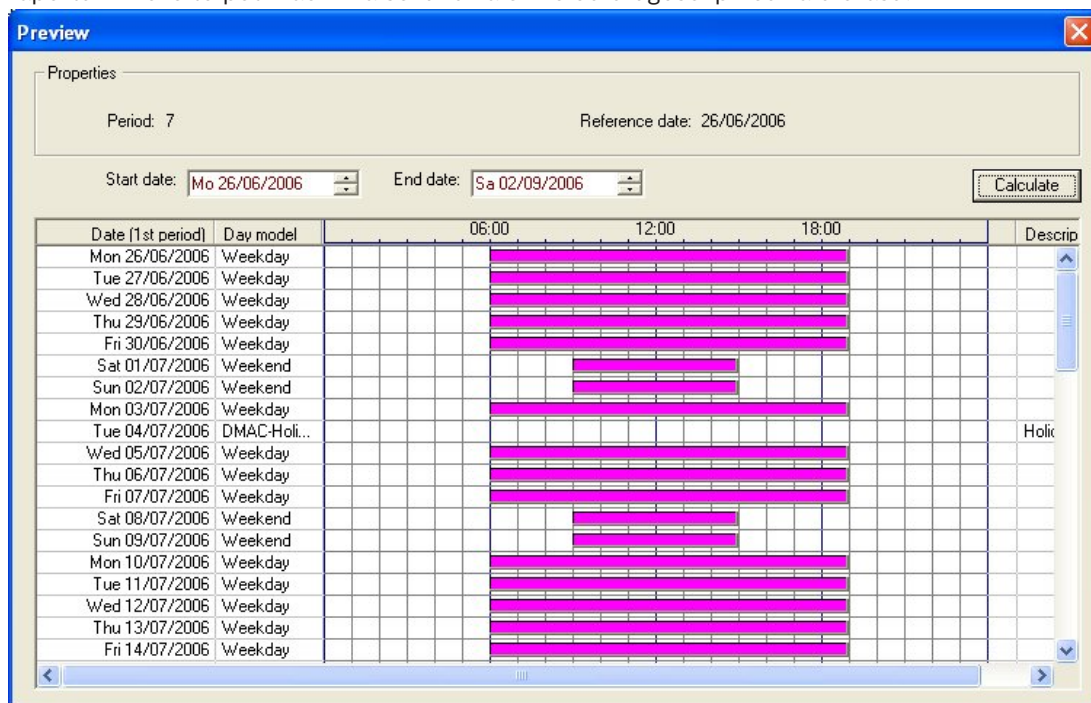 Preview
Properties
Period: 7 Reference date: 26/06/2006
Start date: Mo 26/06/2006 End date: Sa 02/09/2006 Calculate
Date (1st period) Day model 06:00 12:00 18:00 Descrip
Mon 26/06/2006 Weekday
Tue 27/06/2006 Weekday
Wed 28/06/2006 Weekday
Thu 29/06/2006 Weekday
Fri 30/06/2006 Weekday
Sat 01/07/2006 Weekend
Sun 02/07/2006 Weekend
Mon 03/07/2006 Weekday
Tue 04/07/2006 DMAC-Holi... Holic
Wed 05/07/2006 Weekday
Thu 06/07/2006 Weekday
Fri 07/07/2006 Weekday
Sat 08/07/2006 Weekend
Sun 09/07/2006 Weekend
Mon 10/07/2006 Weekday
Tue 11/07/2006 Weekday
Wed 12/07/2006 Weekday
Thu 13/07/2006 Weekday
Fri 14/07/2006 Weekday